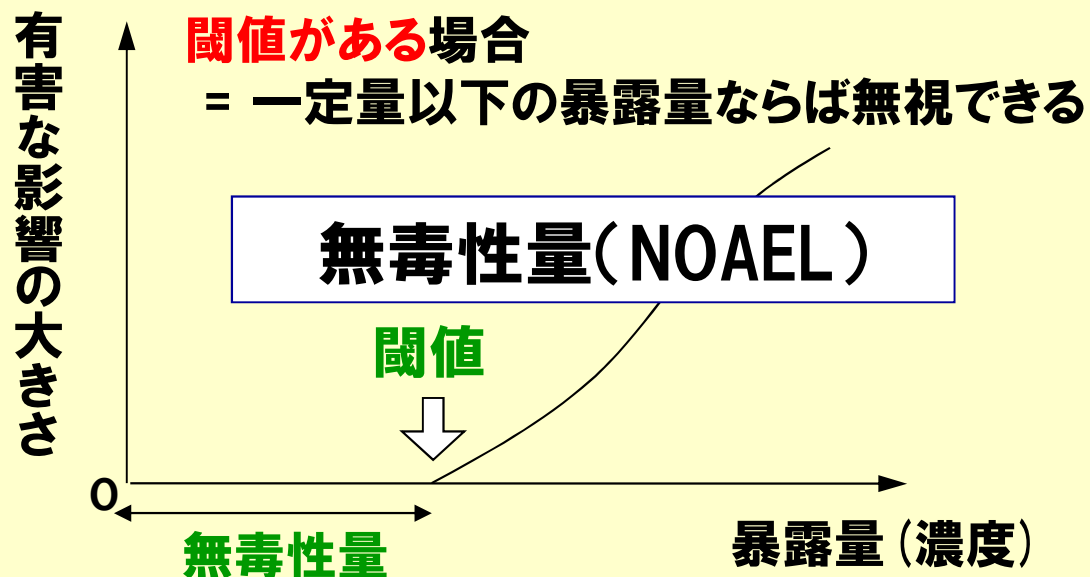 有害な影響の大きさ
閾値がある場合
= 一定量以下の暴露量ならば無視できる
無毒性量(NOAEL)
閾値
0
無毒性量
暴露量(濃度)